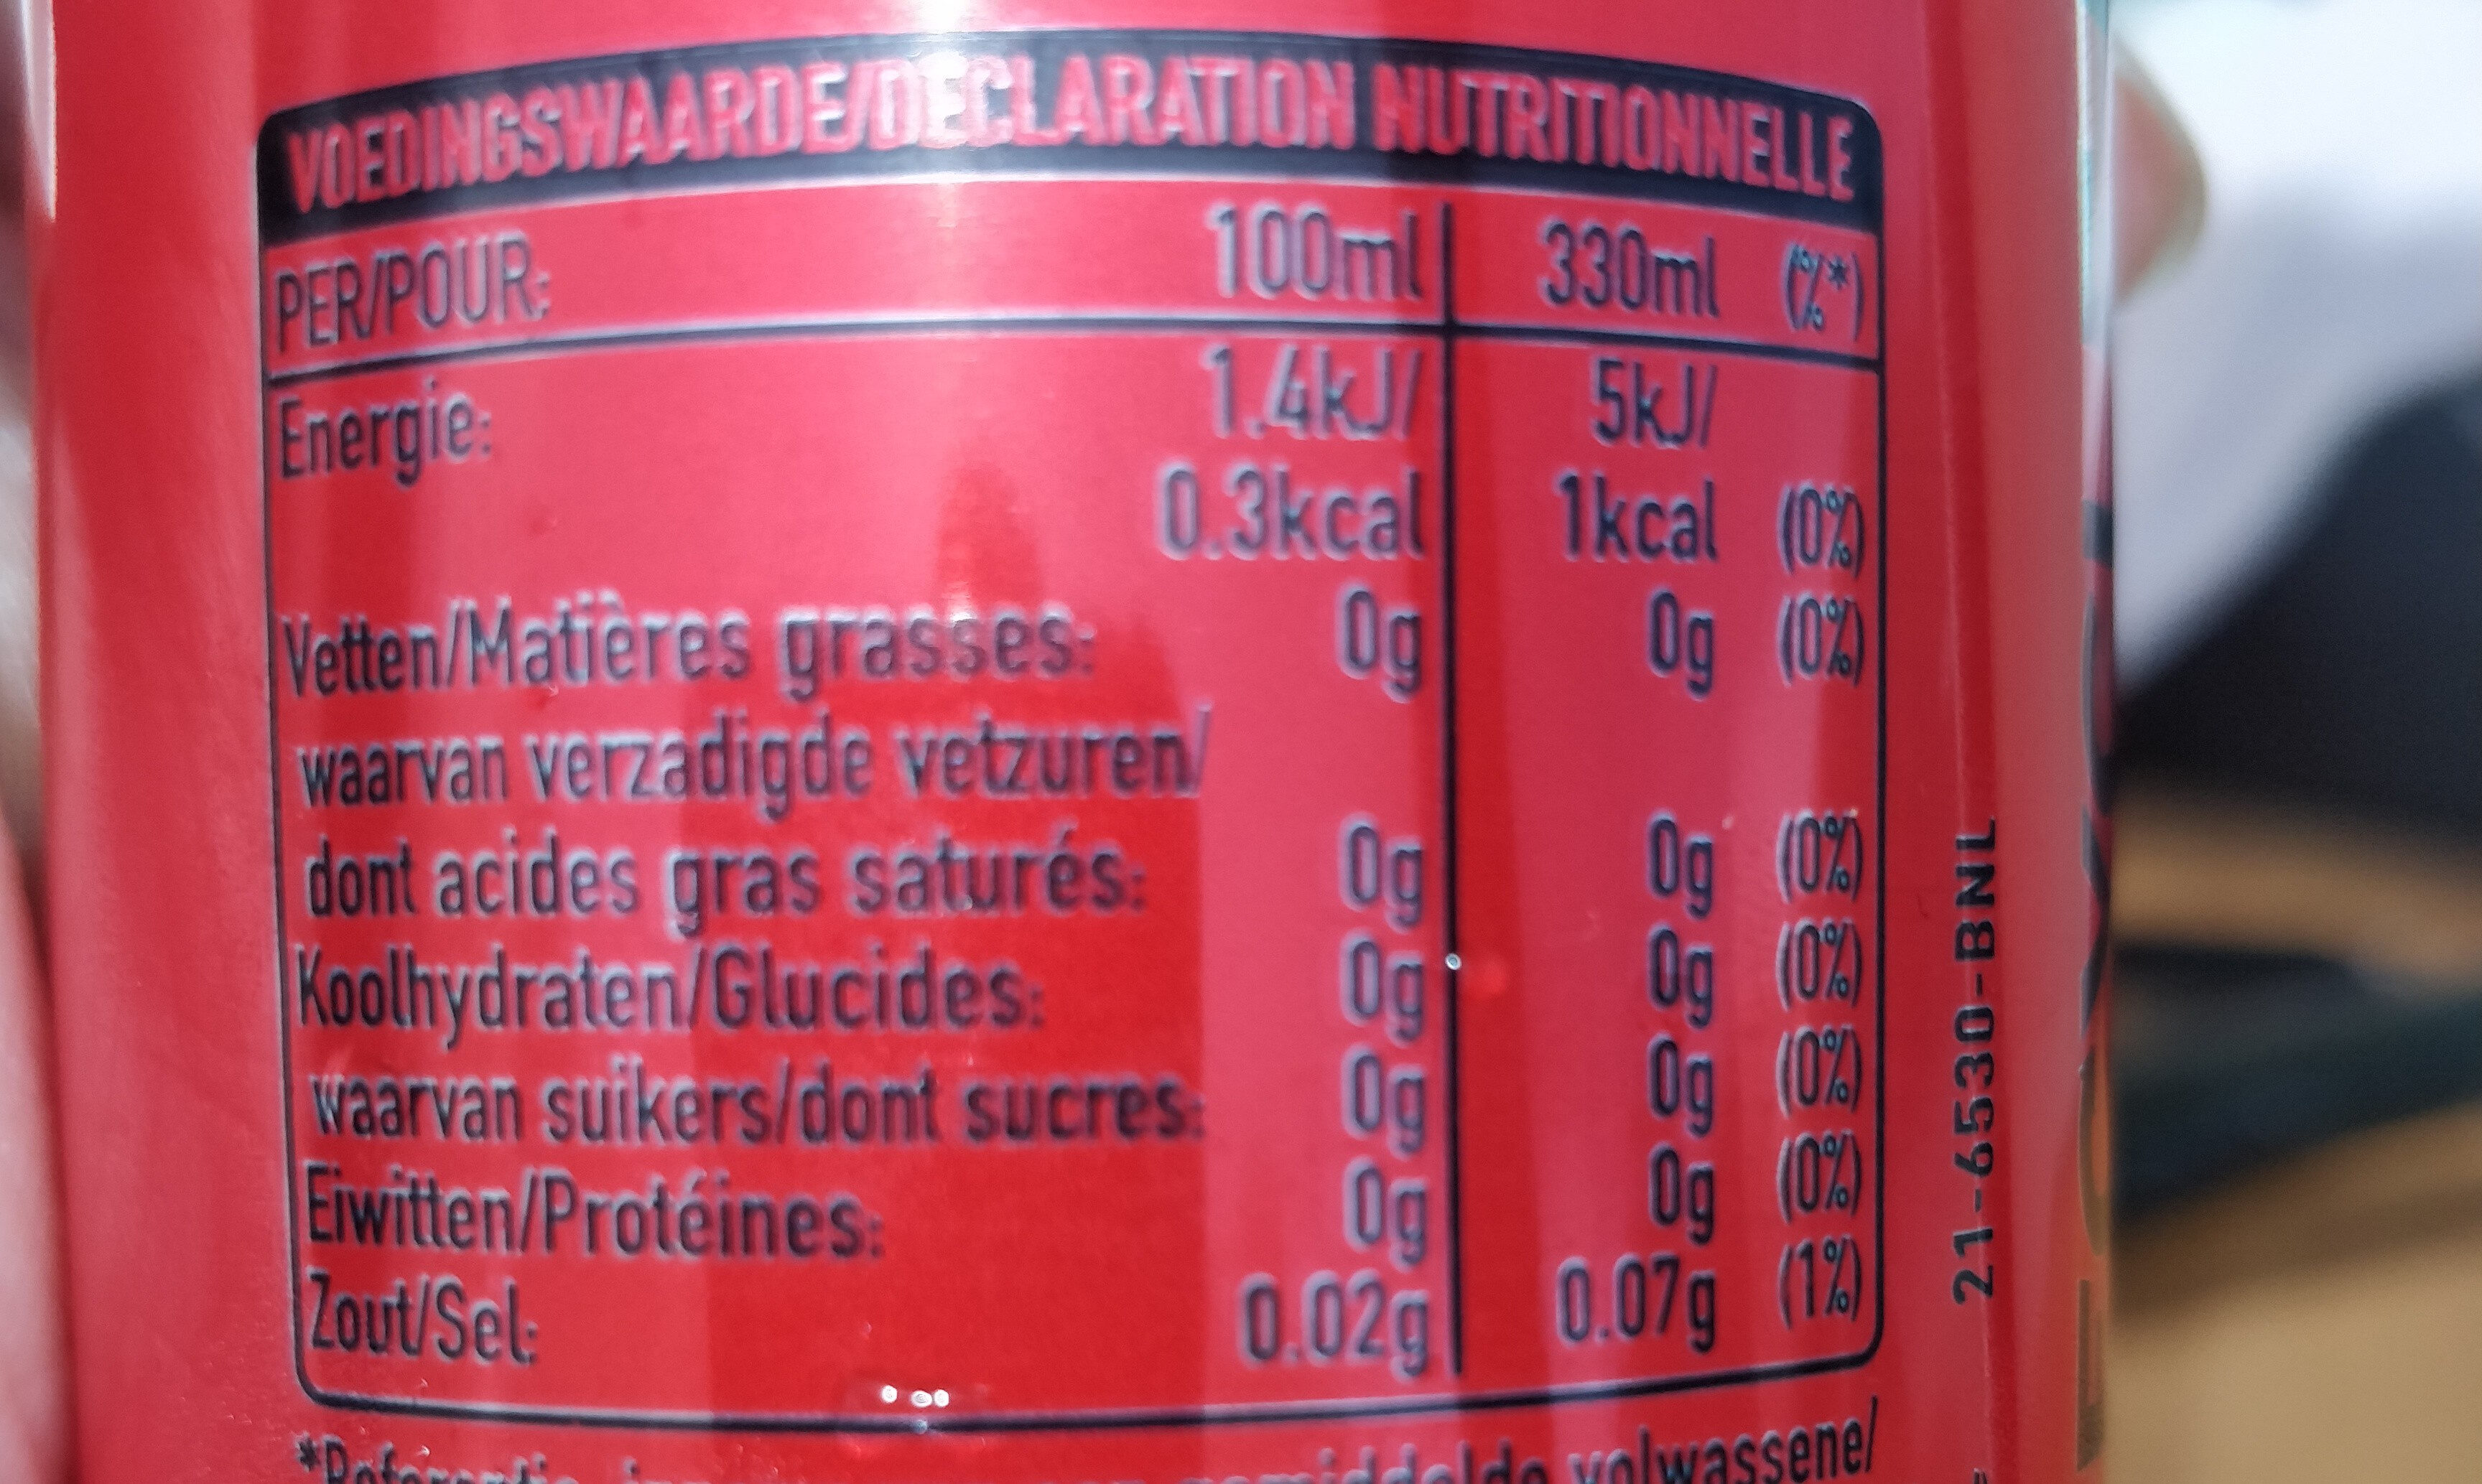 VOEDINGSWAARDE/DECLARATION NUTRITIONNELLE
PER/POUR: 100ml 330ml (%*)
Energie: 1.4kJ/ 5kJ/
0.3kcal 1kcal (0%)
Vetten/Matières grasses: 0g 0g (0%)
waarvan verzadigde vetzuren/
dont acides gras saturés: 0g 0g (0%)
Koolhydraten/Glucides: 0g 0g (0%)
waarvan suikers/dont sucres: 0g 0g (0%)
Eiwitten/Protéines: 0g 0g (0%)
Zout/Sel: 0.02g 0.07g (1%)
gemiddelde volwassene/
21-6530-BNL